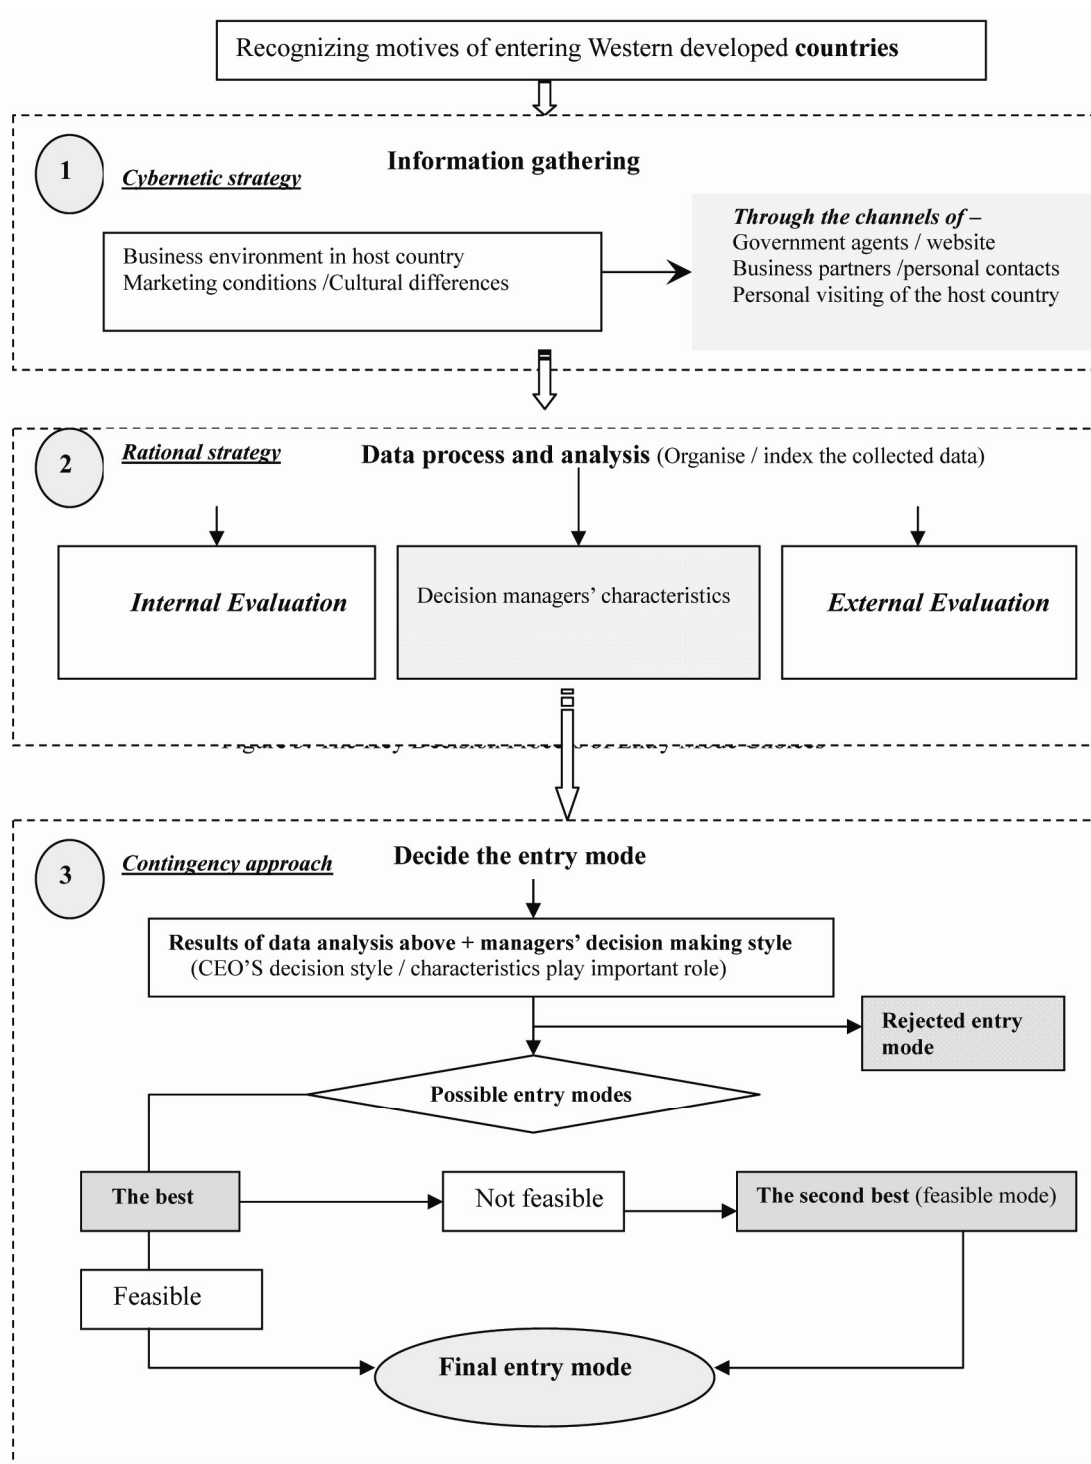 Recognizing motives of entering Western developed countries
1
Cybernetic strategy
Information gathering
Business environment in host country
Marketing conditions /Cultural differences
Through the channels of –
Government agents / website
Business partners /personal contacts
Personal visiting of the host country
2
Rational strategy
Data process and analysis (Organise / index the collected data)
Internal Evaluation
Decision managers’ characteristics
External Evaluation
3
Contingency approach
Decide the entry mode
Results of data analysis above + managers’ decision making style
(CEO’S decision style / characteristics play important role)
Rejected entry
mode
Possible entry modes
The best
Not feasible
The second best (feasible mode)
Feasible
Final entry mode